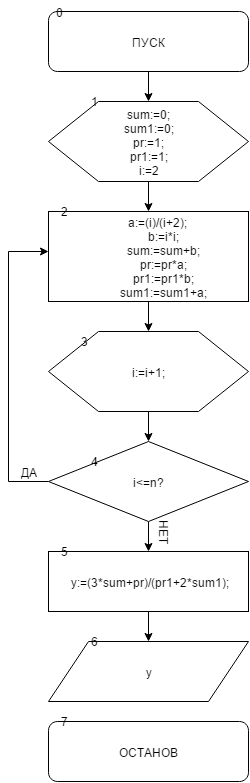 0
ПУСК
1
sum:=0;
sum1:=0;
pr:=1;
pr1:=1;
i:=2
2
a:=(i)/(i+2);
b:=i*i;
sum:=sum+b;
pr:=pr*a;
pr1:=pr1*b;
sum1:=sum1+a;
3
i:=i+1;
4
i<=n?
ДА
НЕТ
5
y:=(3*sum+pr)/(pr1+2*sum1);
6
y
7
ОСТАНОВ